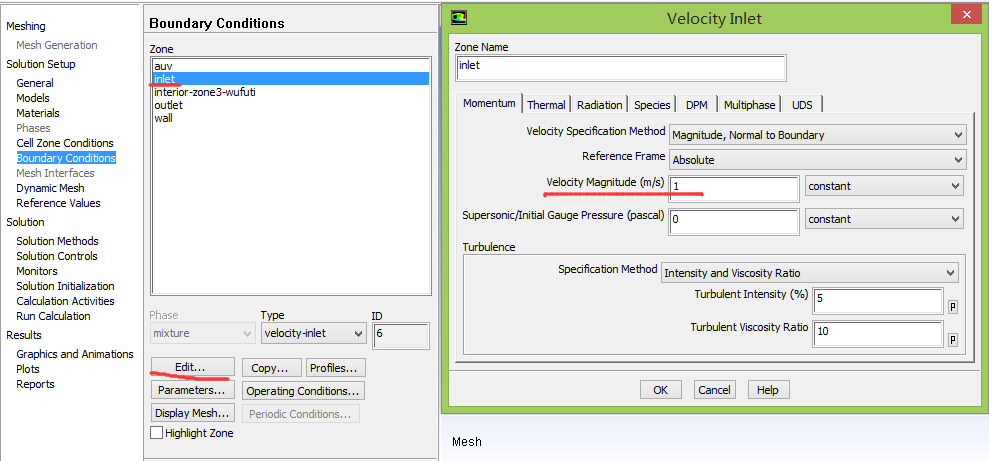 Meshing
Mesh Generation
Solution Setup
General
Models
Materials
Phases
Cell Zone Conditions
Boundary Conditions
Mesh Interfaces
Dynamic Mesh
Reference Values
Solution
Solution Methods
Solution Controls
Monitors
Solution Initialization
Calculation Activities
Run Calculation
Results
Graphics and Animations
Plots
Reports
Boundary Conditions
Zone
auv
inlet
interior-zone3-wufuti
outlet
wall
Phase Type ID
mixture velocity-inlet 6
Edit... Copy... Profiles...
Parameters... Operating Conditions...
Display Mesh... Periodic Conditions...
Highlight Zone
Velocity Inlet
Zone Name
inlet
Momentum Thermal Radiation Species DPM Multiphase UDS
Velocity Specification Method Magnitude, Normal to Boundary
Reference Frame Absolute
Velocity Magnitude (m/s) 1 constant
Supersonic/Initial Gauge Pressure (pascal) 0 constant
Turbulence
Specification Method Intensity and Viscosity Ratio
Turbulent Intensity (%) 5 P
Turbulent Viscosity Ratio 10 P
OK Cancel Help
Mesh